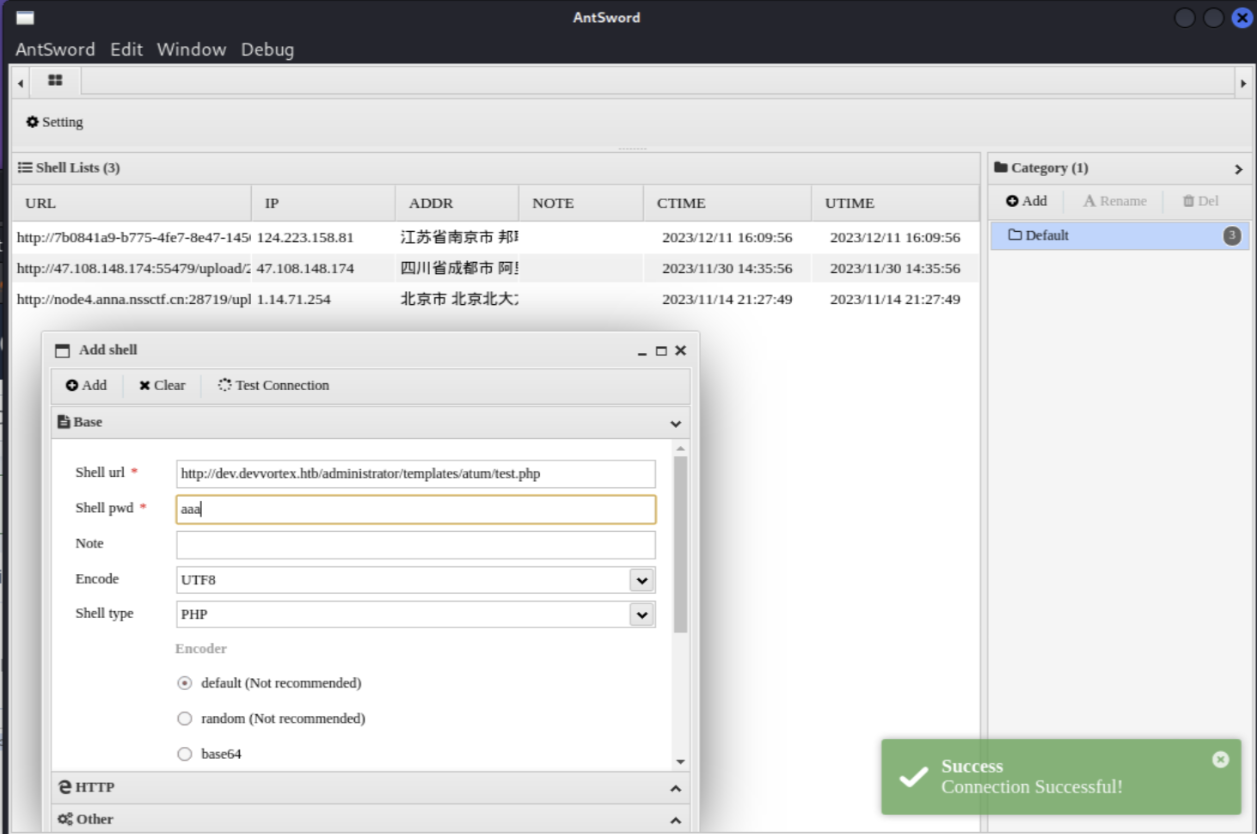 AntSword
AntSword Edit Window Debug
Setting
Shell Lists (3)
URL IP ADDR NOTE CTIME UTIME
http://7b0841a9-b775-4fe7-8e47-145 124.223.158.81 江苏省南京市 2023/12/11 16:09:56 2023/12/11 16:09:56
http://47.108.148.174:55479/upload/2 47.108.148.174 四川省成都市 2023/11/30 14:35:56 2023/11/30 14:35:56
http://node4.anna.nssctf.cn:28719/upl 1.14.71.254 北京市 北京北大 2023/11/14 21:27:49 2023/11/14 21:27:49
Category (1)
Add Rename Del
Default 3
Add shell
Add Clear Test Connection
Base
Shell url * http://dev.devvortex.htb/administrator/templates/atum/test.php
Shell pwd * aaa
Note
Encode UTF8
Shell type PHP
Encoder
default (Not recommended)
random (Not recommended)
base64
HTTP
Other
Success
Connection Successful!